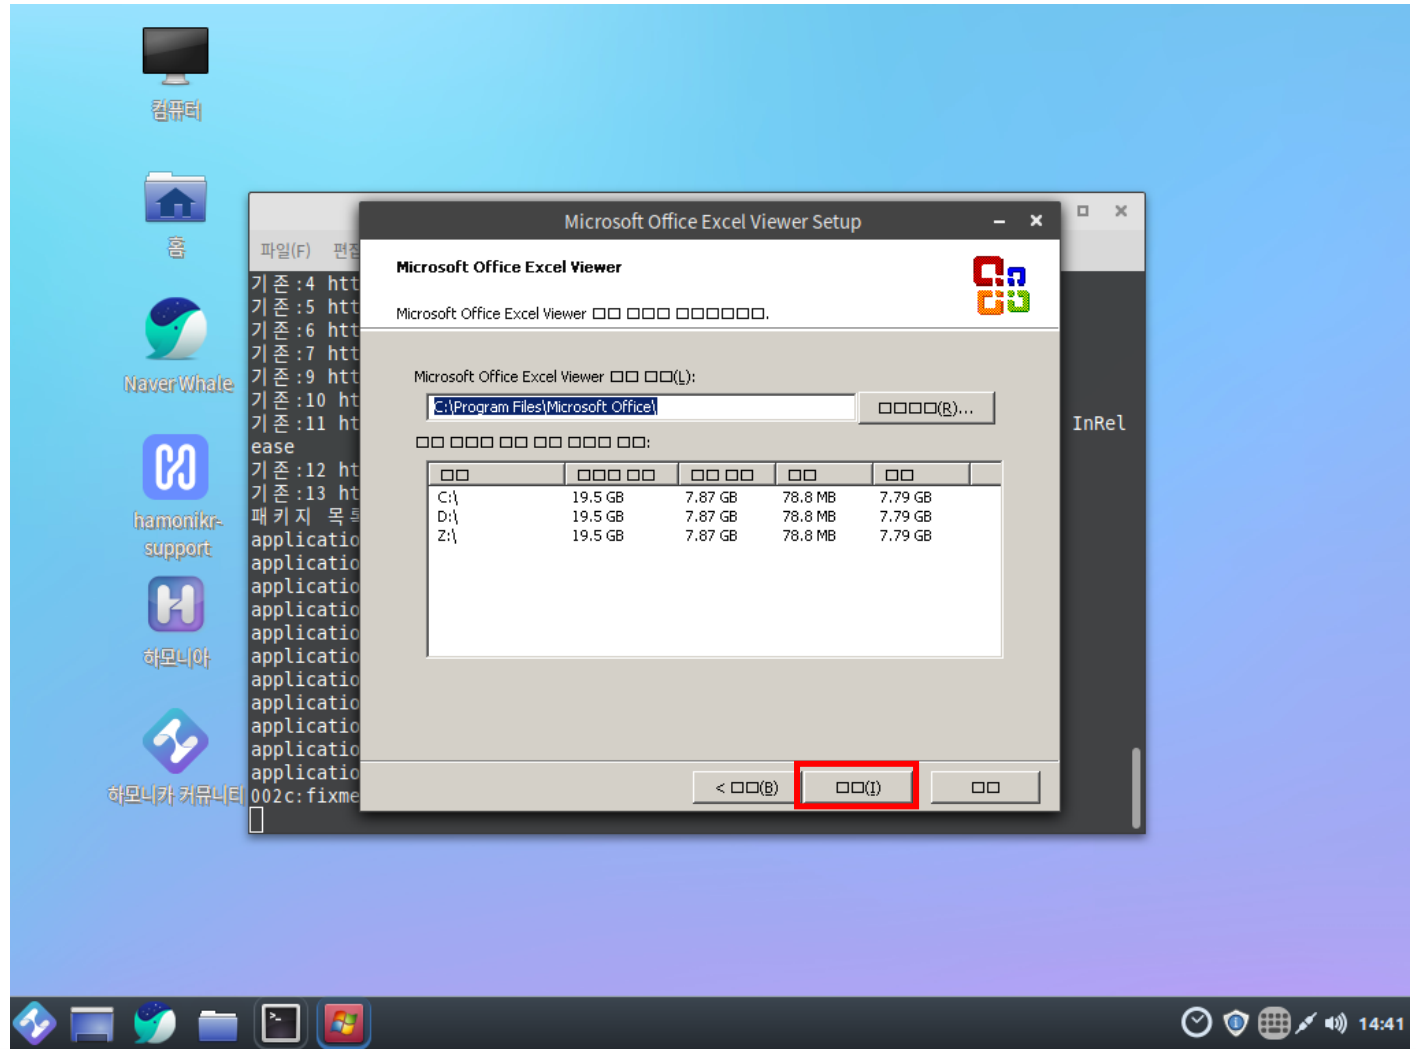 컴퓨터
홈
Naver Whale
hamonikr-
support
하모니아
하모니카 커뮤니티
파일(F) 편집
기존:4 htt
기존:5 htt
기존:6 htt
기존:7 htt
기존:9 htt
기존:10 ht
기존:11 ht InRel
ease
기존:12 ht
기존:13 ht
패키지 목록
applicatio
applicatio
applicatio
applicatio
applicatio
applicatio
applicatio
applicatio
applicatio
applicatio
applicatio
002c:fixme
Microsoft Office Excel Viewer Setup
Microsoft Office Excel Viewer
Microsoft Office Excel Viewer □□ □□□ □□□□□□.
Microsoft Office Excel Viewer □□ □□(L):
C:\Program Files\Microsoft Office\
□□□□(R)...
□□ □□□ □□ □□ □□□ □□:
□□ □□□ □□ □□ □□ □□ □□
C:\ 19.5 GB 7.87 GB 78.8 MB 7.79 GB
D:\ 19.5 GB 7.87 GB 78.8 MB 7.79 GB
Z:\ 19.5 GB 7.87 GB 78.8 MB 7.79 GB
< □□(B) □□(I) □□
14:41